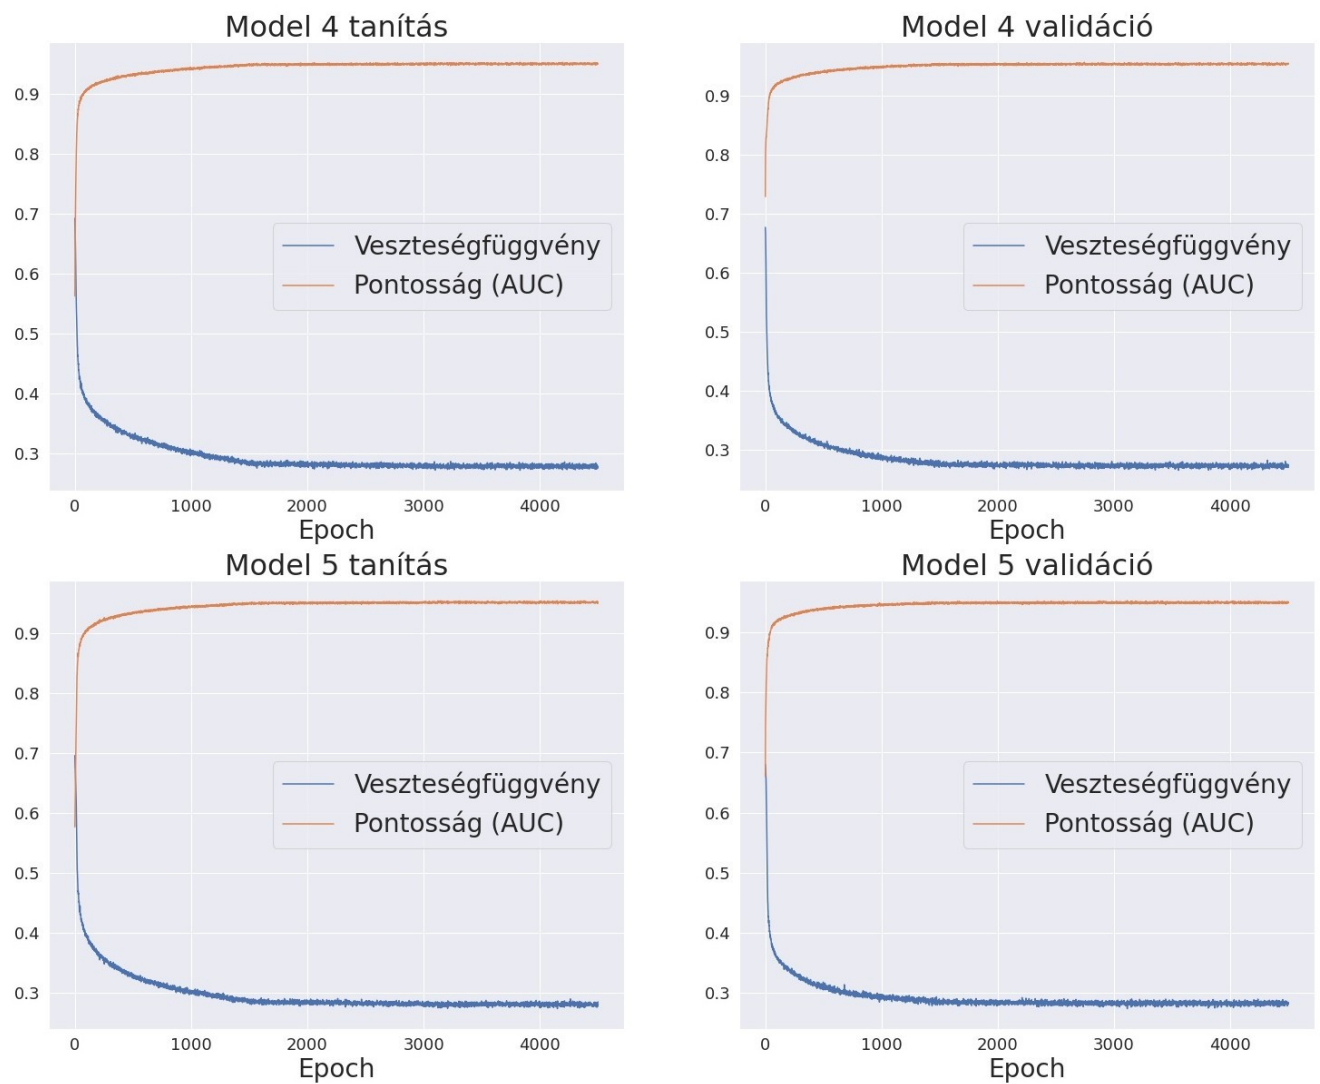 Model 4 tanítás
0.9
0.8
0.7
0.6
0.5
0.4
0.3
Veszteségfüggvény
Pontosság (AUC)
0 1000 2000 3000 4000
Epoch
Model 4 validáció
0.9
0.8
0.7
0.6
0.5
0.4
0.3
Veszteségfüggvény
Pontosság (AUC)
0 1000 2000 3000 4000
Epoch
Model 5 tanítás
0.9
0.8
0.7
0.6
0.5
0.4
0.3
Veszteségfüggvény
Pontosság (AUC)
0 1000 2000 3000 4000
Epoch
Model 5 validáció
0.9
0.8
0.7
0.6
0.5
0.4
0.3
Veszteségfüggvény
Pontosság (AUC)
0 1000 2000 3000 4000
Epoch